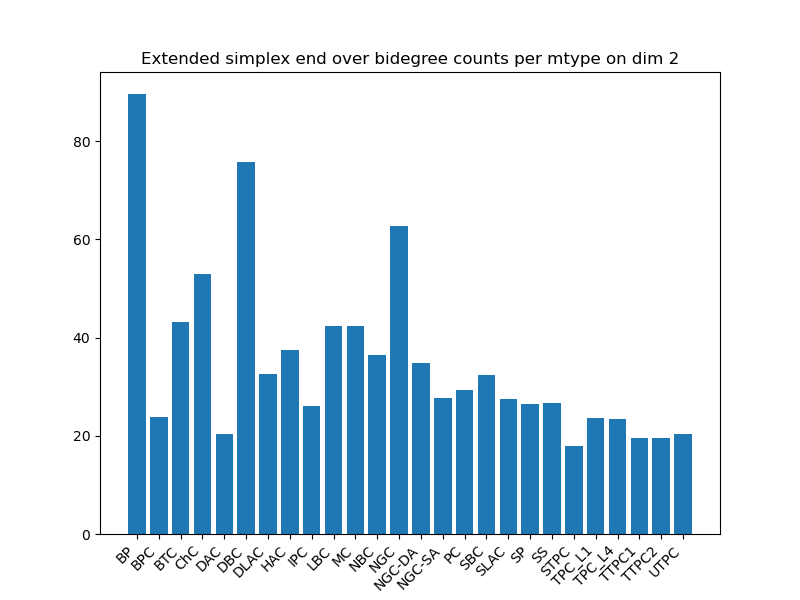 Extended simplex end over bidegree counts per mtype on dim 2
80
60
40
20
0
BP
BPC
BTC
ChC
DAC
DBC
DLAC
HAC
IPC
LBC
MC
NBC
NGC
NGC-DA
NGC-SA
PC
SBC
SLAC
SP
SS
STPC
TPC_L1
TPC_L4
TTPC1
TTPC2
UTPC